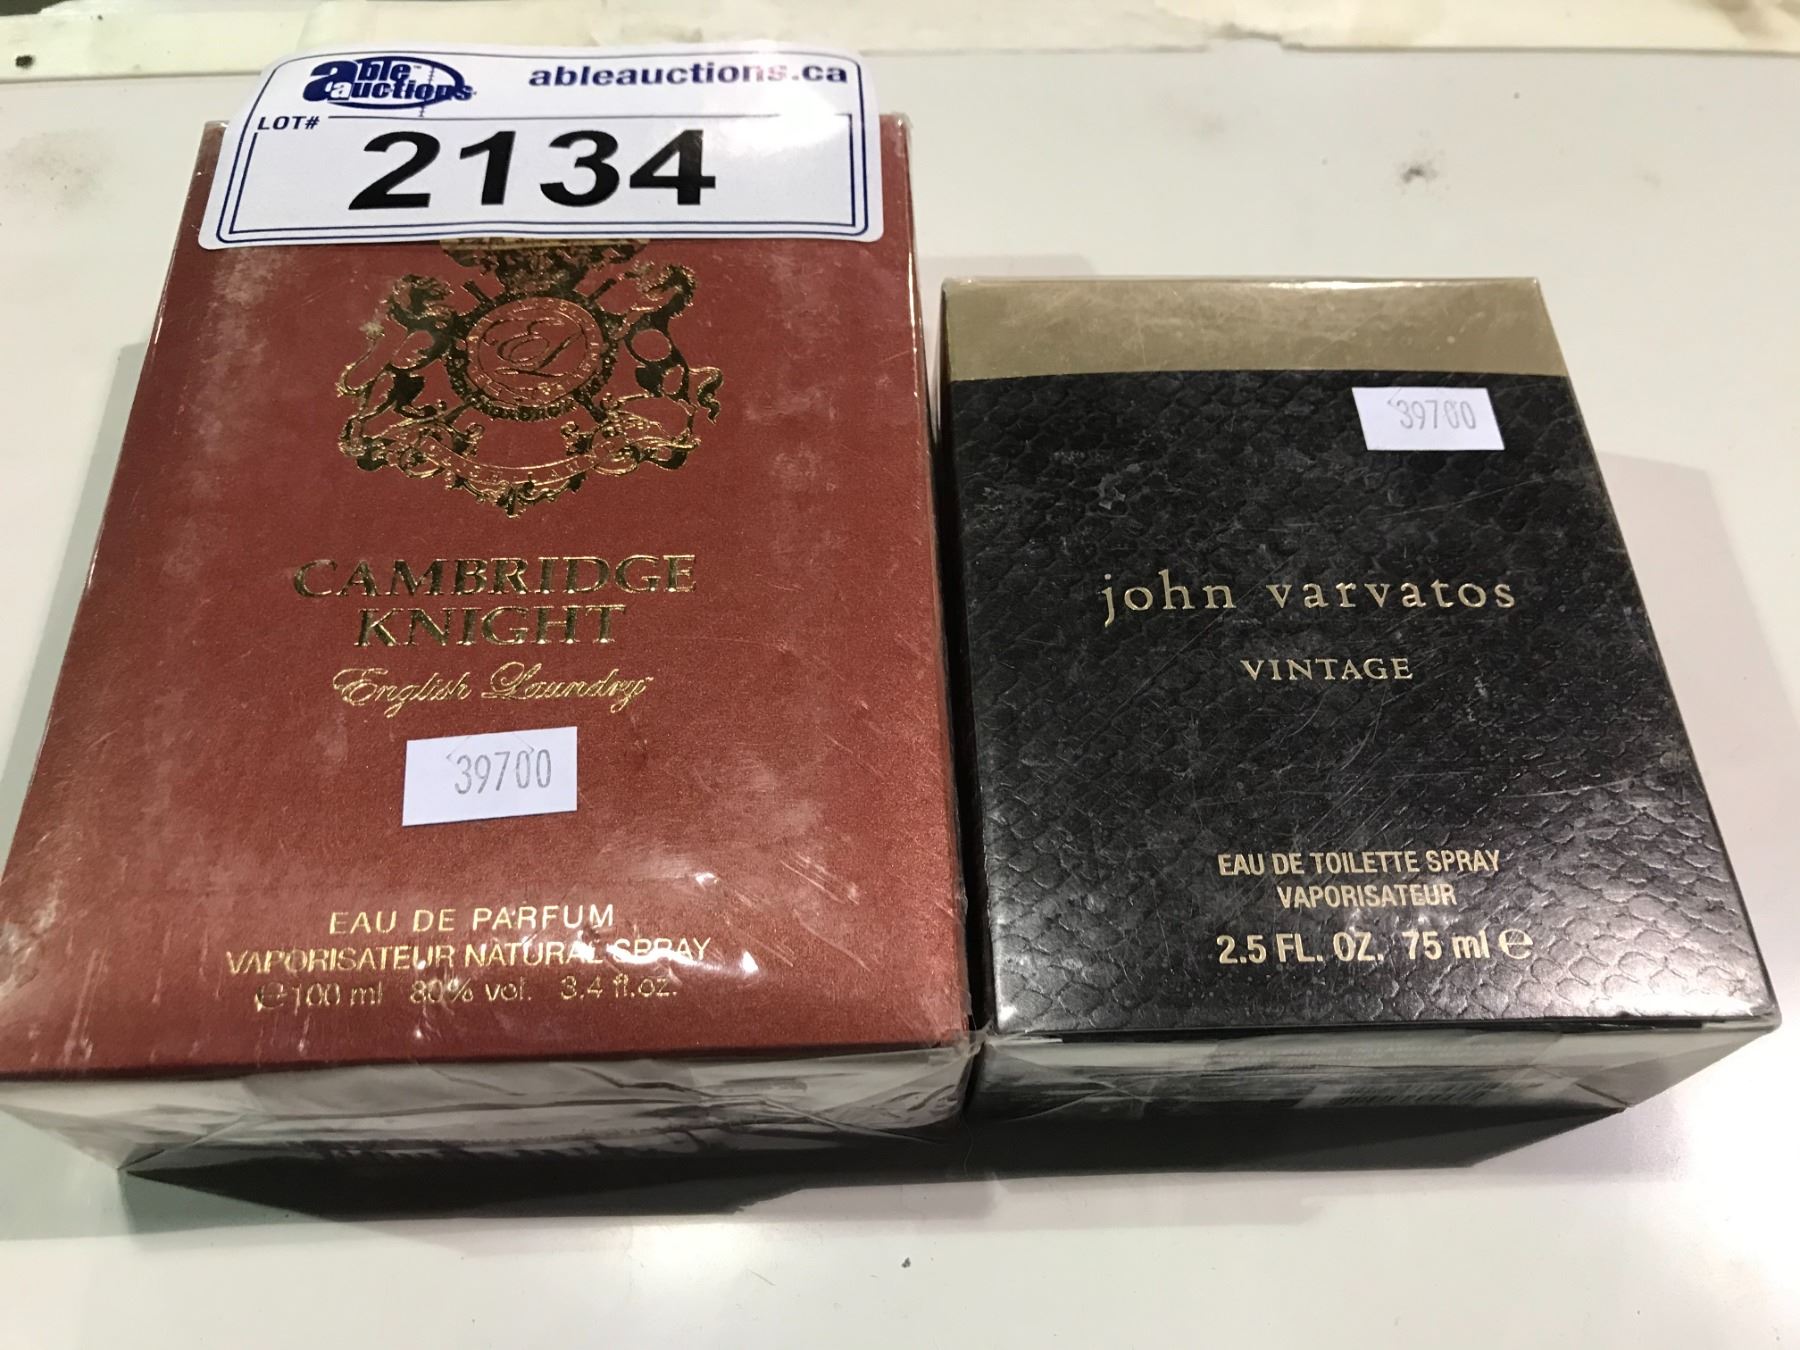 able auctions
ableauctions.ca
LOT#
2134
EL
CAMBRIDGE
KNIGHT
English Laundry
39700
EAU DE PARFUM
VAPORISATEUR NATURAL SPRAY
e 100 ml 80% vol. 3.4 fl.oz.
39700
john varvatos
VINTAGE
EAU DE TOILETTE SPRAY
VAPORISATEUR
2.5 FL. OZ. 75 ml e